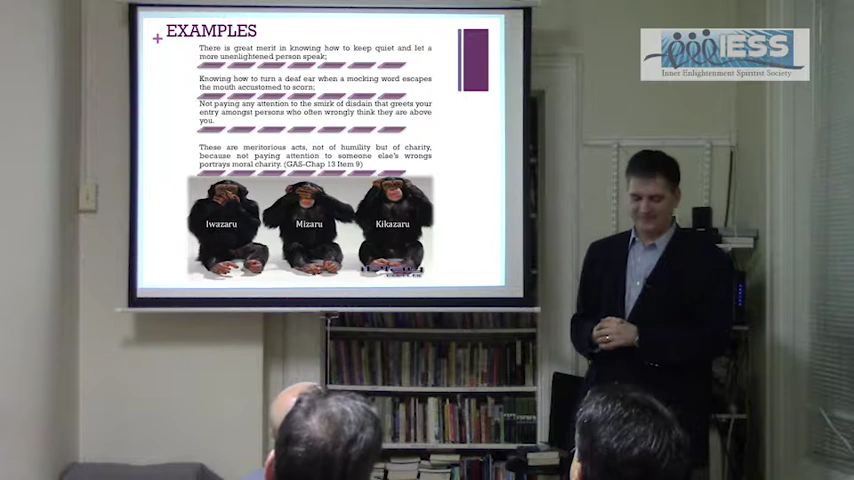 + EXAMPLES
There is great merit in knowing how to keep quiet and let a
more unenlightened person speak;
Knowing how to turn a deaf ear when a mocking word escapes
the mouth accustomed to scorn;
Not paying any attention to the smirk of disdain that greets your
entry amongst persons who often wrongly think they are above
you.
These are meritorious acts, not of humility but of charity,
because not paying attention to someone else's wrongs
portrays moral charity. (GAS-Chap 13 Item 9)
Iwazaru
Mizaru
Kikazaru
IESS
Inner Enlightenment Spiritist Society